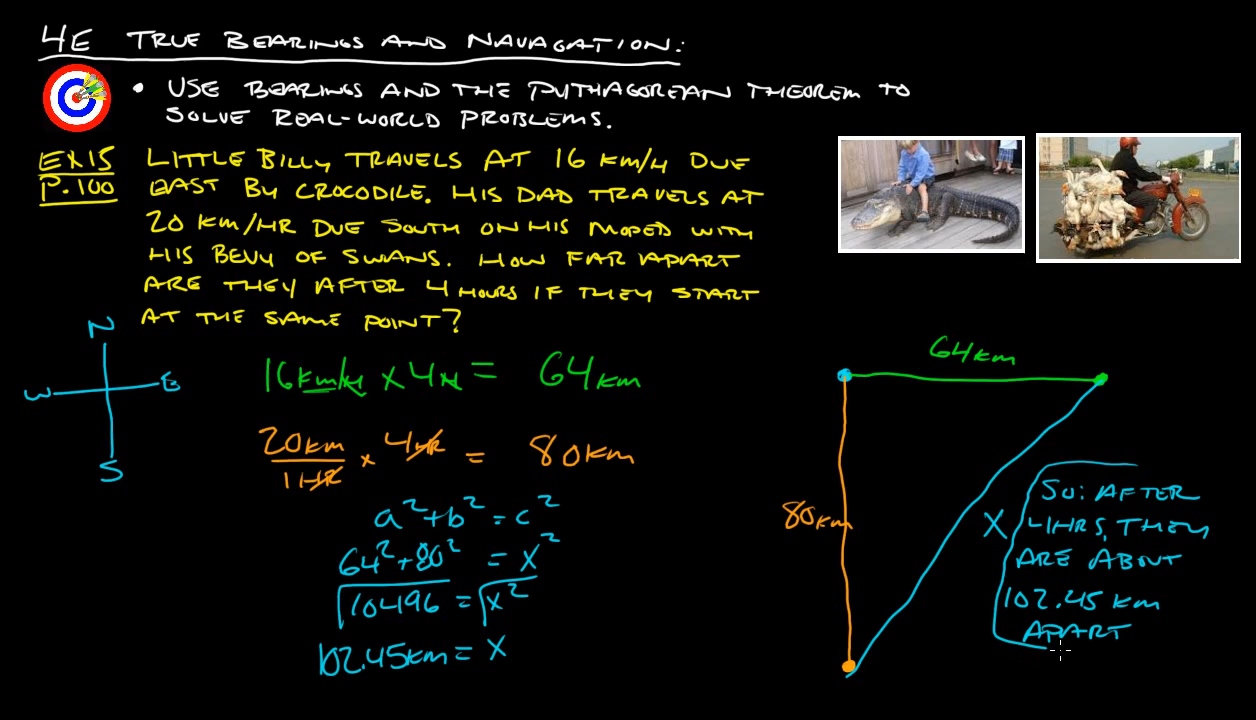 4E TRUE BEARINGS AND NAVAGATION:
• USE BEARINGS AND THE PYTHAGOREAN THEOREM TO
SOLVE REAL-WORLD PROBLEMS.
EX15
P.100
LITTLE BILLY TRAVELS AT 16 KM/H DUE
EAST BY CROCODILE. HIS DAD TRAVELS AT
20 KM/HR DUE SOUTH ON HIS MOPED WITH
HIS BEVY OF SWANS. HOW FAR APART
ARE THEY AFTER 4 HOURS IF THEY START
AT THE SAME POINT?
N
W E
S
16km/H x 4H = 64km
20km/1HR x 4HR = 80km
a²+b²=c²
64²+80² = x²
√10496 = √x²
102.45km = x
64km
80km
X
SO: AFTER
4HRS, THEY
ARE ABOUT
102.45 km
APART